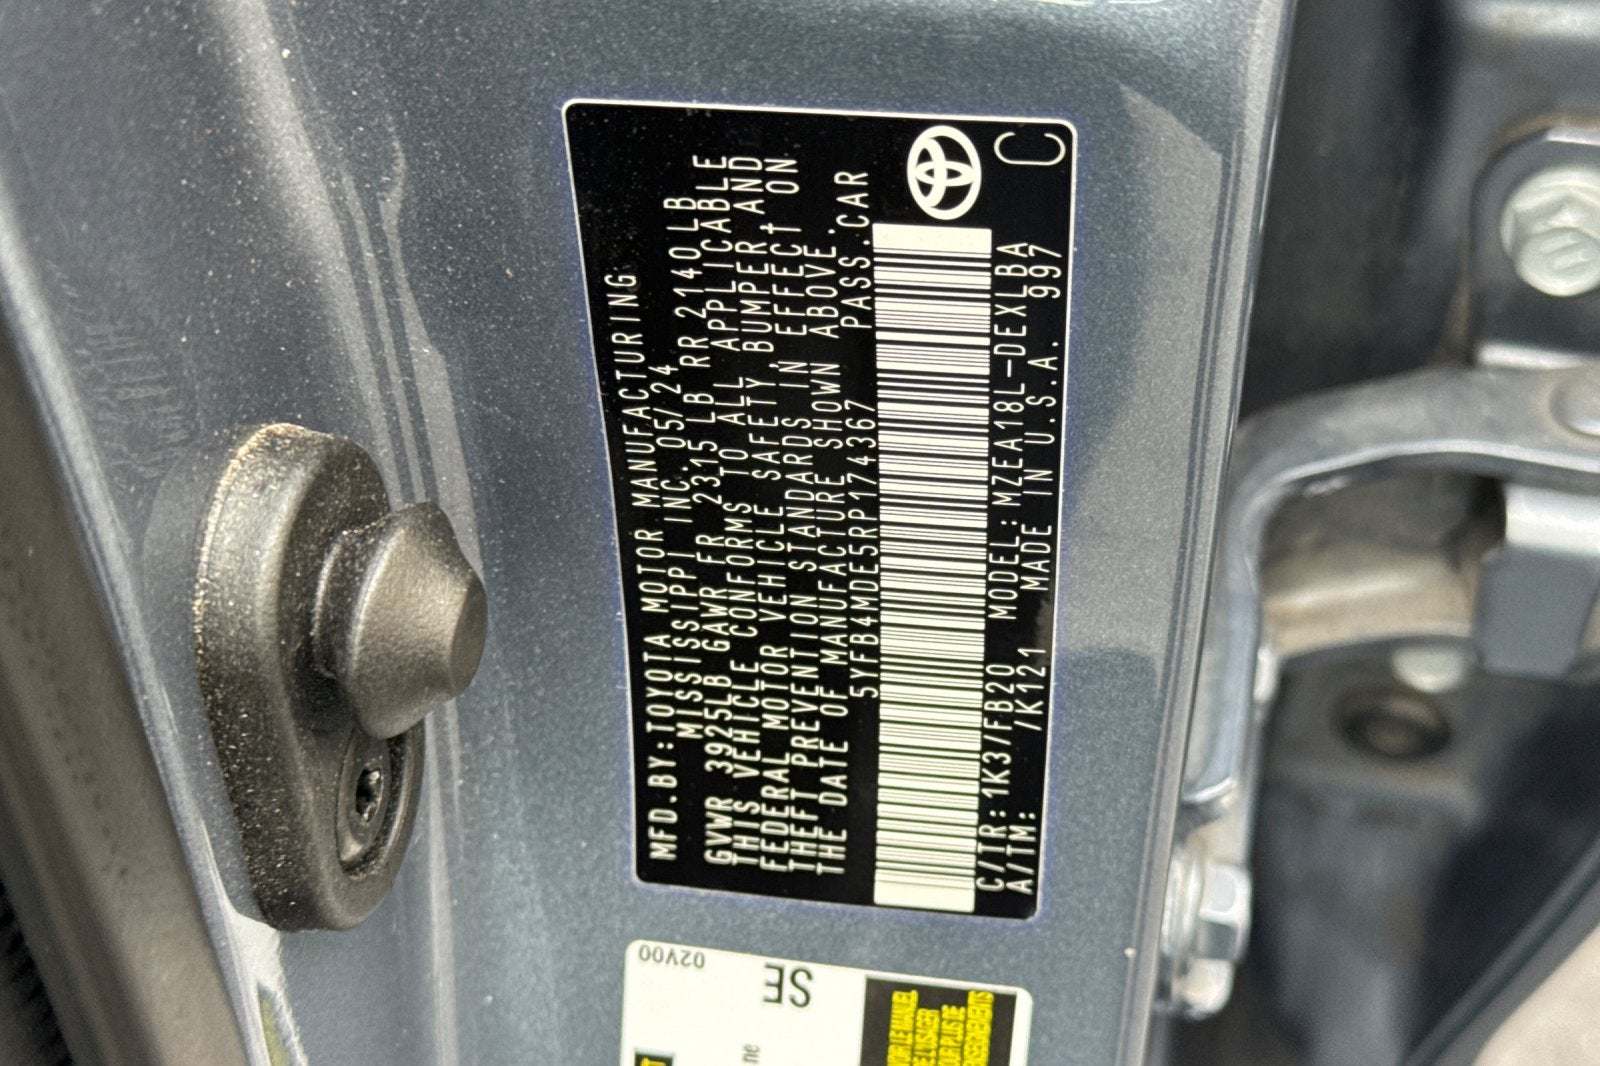 MFD.BY:TOYOTA MOTOR MANUFACTURING
MISSISSIPPI INC. 05/24
GVWR 3925LB GAWR FR 2315 LB RR 2140LB
THIS VEHICLE CONFORMS TO ALL APPLICABLE
FEDERAL MOTOR VEHICLE SAFETY, BUMPER, AND
THEFT PREVENTION STANDARDS IN EFFECT ON
THE DATE OF MANUFACTURE SHOWN ABOVE.
5YFB4MDE5RP174367 PASS.CAR
C/TR:1K3/FB20 MODEL:MZEA18L-DEXLBA
A/TM: /K121 MADE IN U.S.A. 997
C
02V00
SE